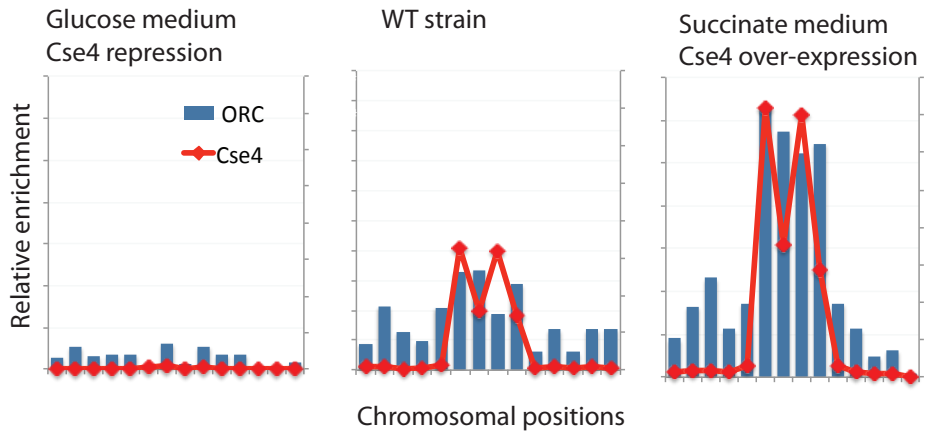 Glucose medium
Cse4 repression
WT strain
Succinate medium
Cse4 over-expression
ORC
Cse4
Relative enrichment
Chromosomal positions